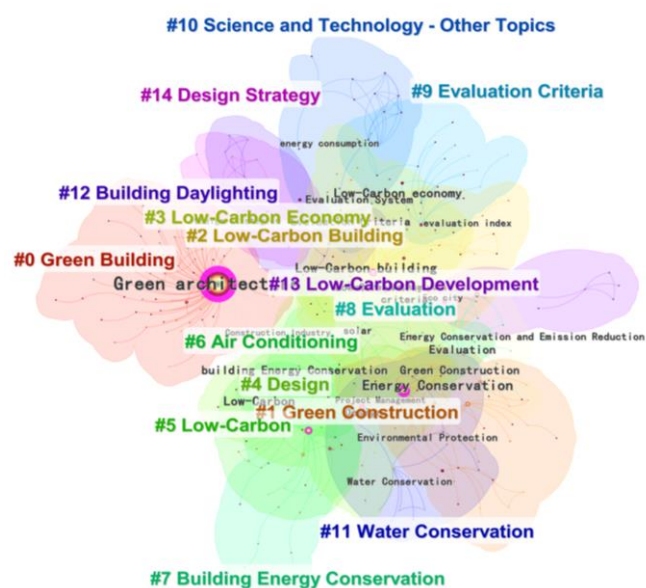 #10 Science and Technology - Other Topics
#14 Design Strategy
#9 Evaluation Criteria
energy consumption
#12 Building Daylighting
Low-Carbon economy
Evaluation System
#3 Low-Carbon Economy
evaluation index
#2 Low-Carbon Building
#0 Green Building
Low-Carbon building
Green architect
#13 Low-Carbon Development
criteria
#8 Evaluation
Construction Industry
solar
#6 Air Conditioning
Energy Conservation and Emission Reduction
Evaluation
building Energy Conservation
Green Construction
#4 Design
Energy Conservation
Low-Carbon
Project Management
#1 Green Construction
#5 Low-Carbon
Environmental Protection
Water Conservation
#11 Water Conservation
#7 Building Energy Conservation